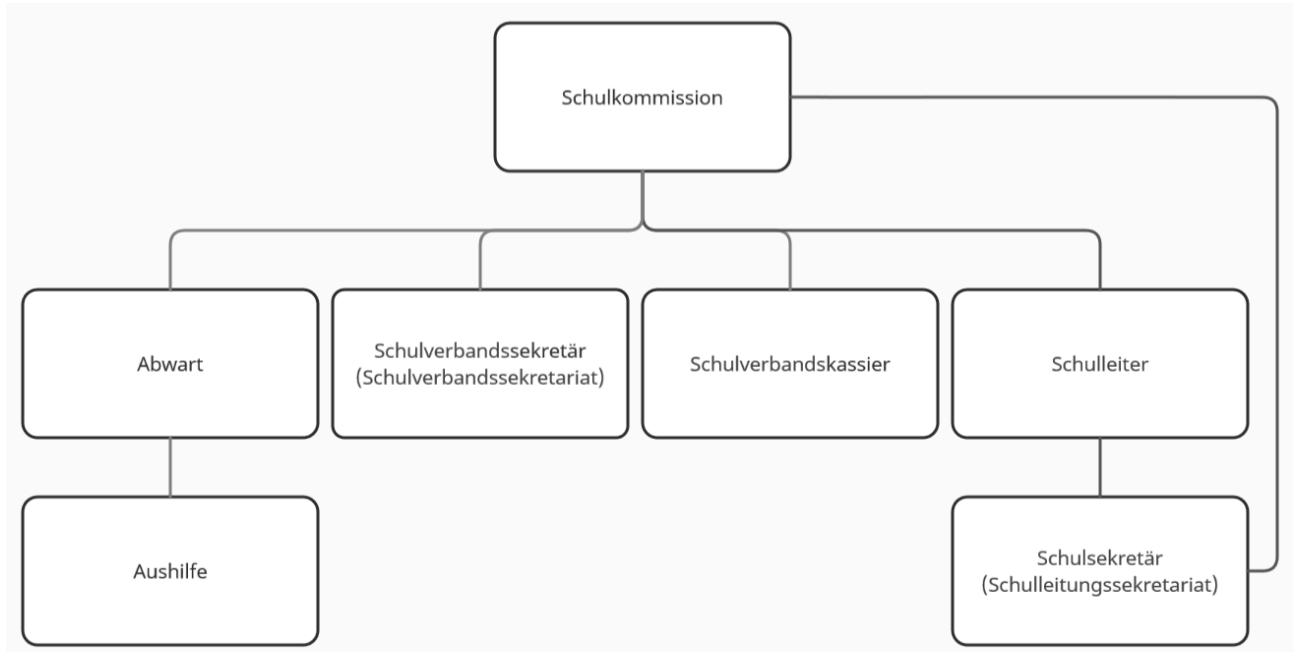 Schulkommission
Abwart
Schulverbandssekretär
(Schulverbandssekretariat)
Schulverbandskassier
Schulleiter
Aushilfe
Schulsekretär
(Schulleitungssekretariat)